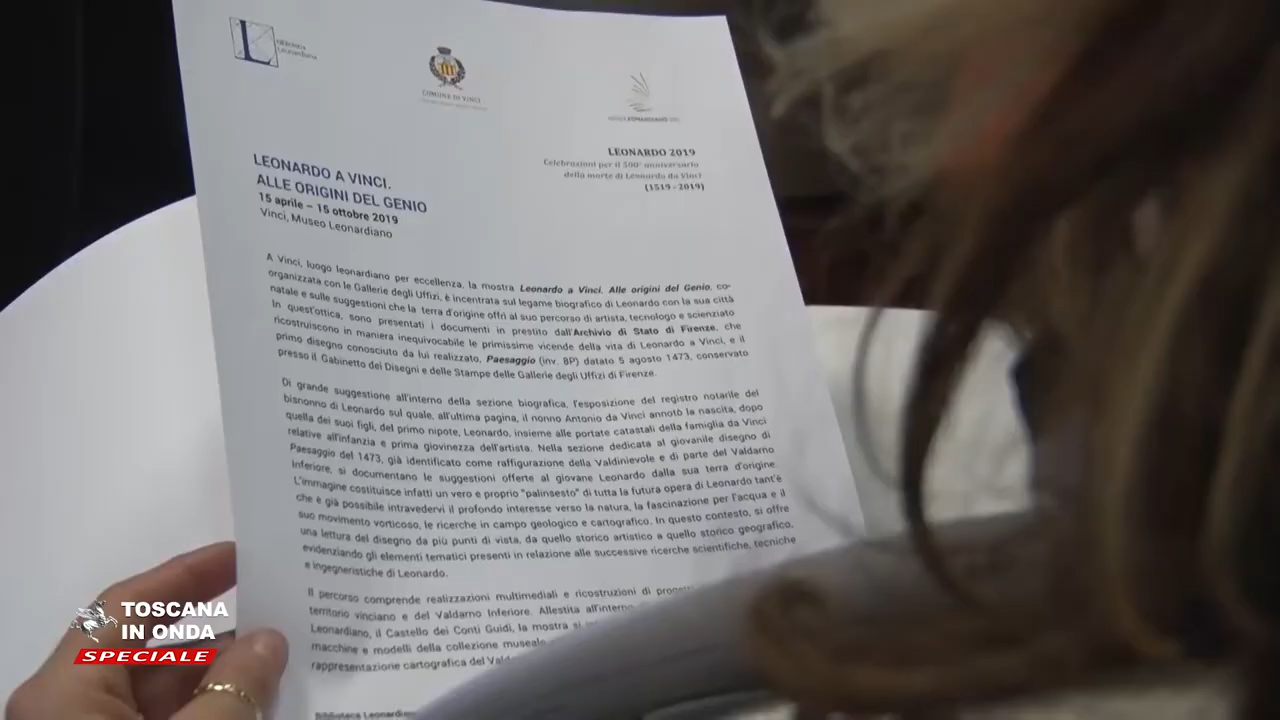 L
Biblioteca
Leonardiana
COMUNE DI VINCI
MUSEO LEONARDIANO
LEONARDO 2019
Celebrazioni per il 500° anniversario
della morte di Leonardo da Vinci
(1519 - 2019)
LEONARDO A VINCI.
ALLE ORIGINI DEL GENIO
15 aprile – 15 ottobre 2019
Vinci, Museo Leonardiano
A Vinci, luogo leonardiano per eccellenza, la mostra Leonardo a Vinci. Alle origini del Genio, co-
organizzata con le Gallerie degli Uffizi, è incentrata sul legame biografico di Leonardo con la sua città
natale e sulle suggestioni che la terra d'origine offrì al suo percorso di artista, tecnologo e scienziato
In quest'ottica, sono presentati i documenti in prestito dall'Archivio di Stato di Firenze, che
ricostruiscono in maniera inequivocabile le primissime vicende della vita di Leonardo a Vinci, e il
primo disegno conosciuto da lui realizzato, Paesaggio (inv. 8P) datato 5 agosto 1473, conservato
presso il Gabinetto dei Disegni e delle Stampe delle Gallerie degli Uffizi di Firenze.
Di grande suggestione all'interno della sezione biografica, l'esposizione del registro notarile del
bisnonno di Leonardo sul quale, all'ultima pagina, il nonno Antonio da Vinci annotò la nascita, dopo
quella dei suoi figli, del primo nipote, Leonardo, insieme alle portate catastali della famiglia da Vinci
relative all'infanzia e prima giovinezza dell'artista. Nella sezione dedicata al giovanile disegno di
Paesaggio del 1473, già identificato come raffigurazione della Valdinievole e di parte del Valdarno
Inferiore, si documentano le suggestioni offerte al giovane Leonardo dalla sua terra d'origine.
L'immagine costituisce infatti un vero e proprio "palinsesto" di tutta la futura opera di Leonardo tant'è
che è già possibile intravedervi il profondo interesse verso la natura, la fascinazione per l'acqua e il
suo movimento vorticoso, le ricerche in campo geologico e cartografico. In questo contesto, si offre
una lettura del disegno da più punti di vista, da quello storico artistico a quello storico geografico,
evidenziando gli elementi tematici presenti in relazione alle successive ricerche scientifiche, tecniche
e ingegneristiche di Leonardo.
Il percorso comprende realizzazioni multimediali e ricostruzioni di
territorio vinciano e del Valdarno Inferiore. Allestita all'interno
Leonardiano, il Castello dei Conti Guidi, la mostra si
macchine e modelli della collezione museale
rappresentazione cartografica del
Biblioteca
TOSCANA
IN ONDA
SPECIALE